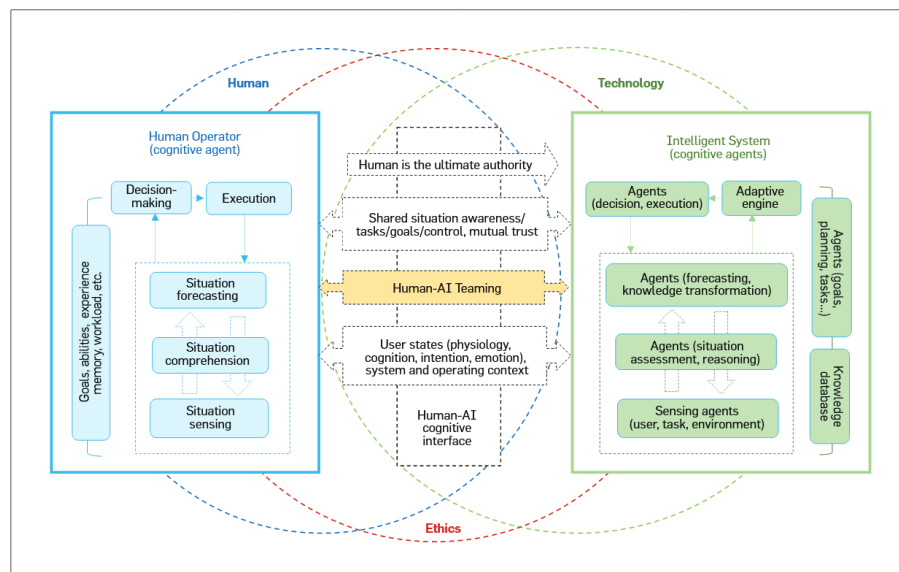 Human
Technology
Human Operator
(cognitive agent)
Decision-
making
Execution
Situation
forecasting
Situation
comprehension
Situation
sensing
Goals, abilities, experience
memory, workload, etc.
Human is the ultimate authority
Shared situation awareness/
tasks/goals/control, mutual trust
Human-AI Teaming
User states (physiology,
cognition, intention, emotion),
system and operating context
Human-AI
cognitive
interface
Intelligent System
(cognitive agents)
Agents
(decision, execution)
Adaptive
engine
Agents (forecasting,
knowledge transformation)
Agents (situation
assessment, reasoning)
Sensing agents
(user, task, environment)
Agents (goals,
planning, tasks...)
Knowledge
database
Ethics